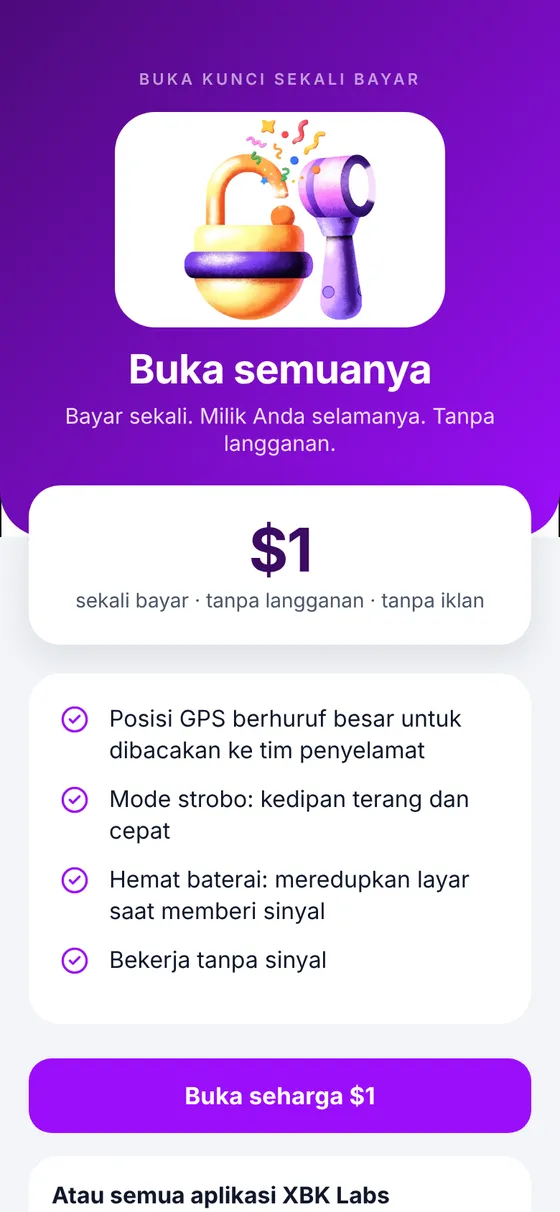 BUKA KUNCI SEKALI BAYAR
Buka semuanya
Bayar sekali. Milik Anda selamanya. Tanpa
langganan.
$1
sekali bayar · tanpa langganan · tanpa iklan
Posisi GPS berhuruf besar untuk
dibacakan ke tim penyelamat
Mode strobo: kedipan terang dan
cepat
Hemat baterai: meredupkan layar
saat memberi sinyal
Bekerja tanpa sinyal
Buka seharga $1
Atau semua aplikasi XBK Labs